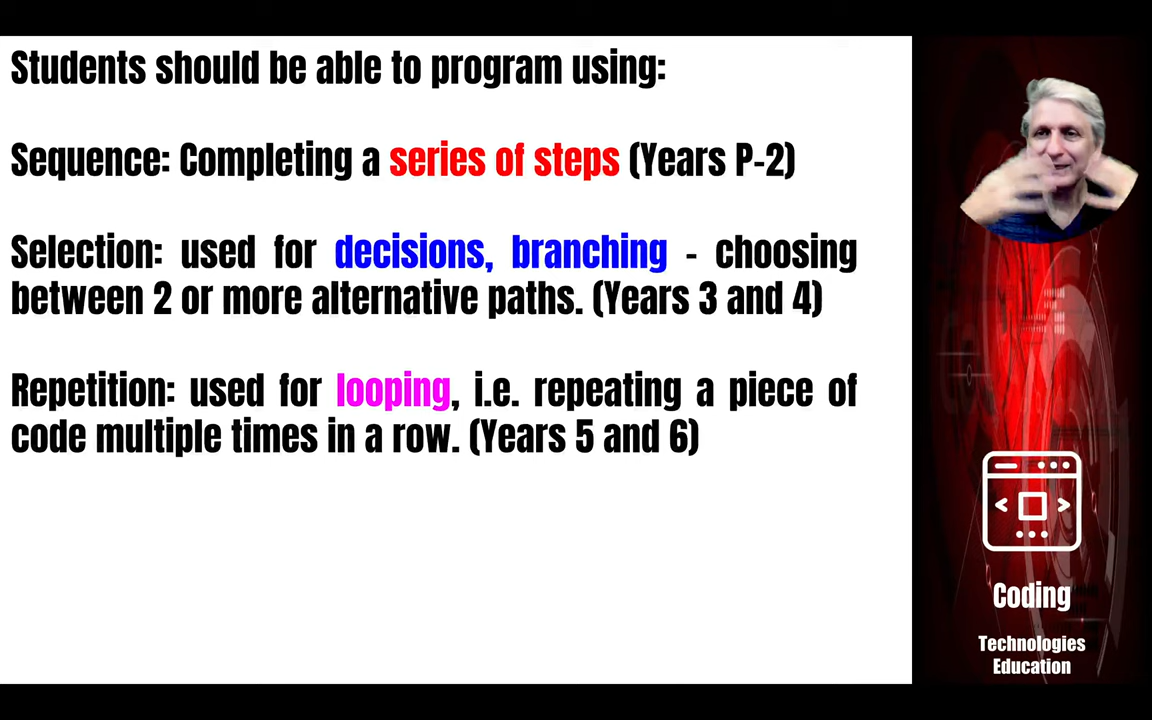 Students should be able to program using:
Sequence: Completing a series of steps (Years P-2)
Selection: used for decisions, branching - choosing
between 2 or more alternative paths. (Years 3 and 4)
Repetition: used for looping, i.e. repeating a piece of
code multiple times in a row. (Years 5 and 6)
Coding
Technologies
Education